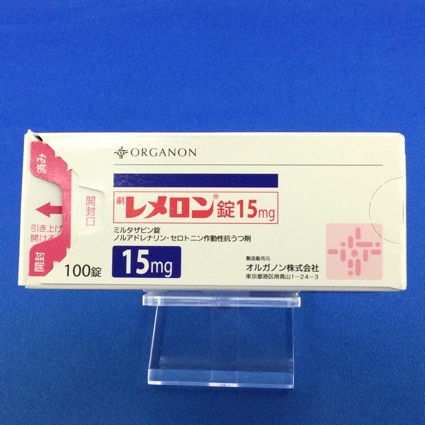 ORGANON
劇 レメロン®錠15mg
ミルタザピン錠
ノルアドレナリン・セロトニン作動性抗うつ剤
15mg
100錠
製造販売元
オルガノン株式会社
東京都港区南青山1-24-3
開封口
引き上げ
開ける
開封
済み